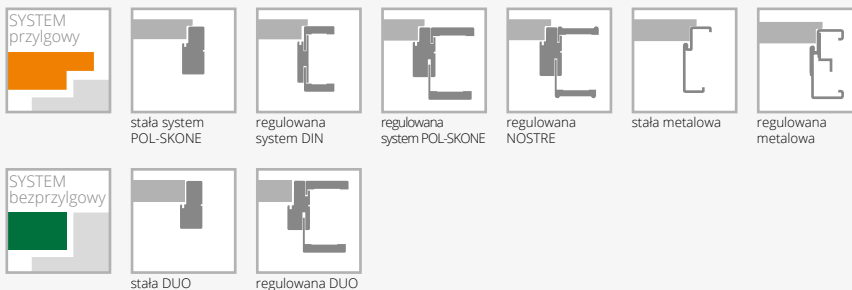 SYSTEM
przylgowy
stała system
POL-SKONE
regulowana
system DIN
regulowana
system POL-SKONE
regulowana
NOSTRE
stała metalowa
regulowana
metalowa
SYSTEM
bezprzylgowy
stała DUO
regulowana DUO